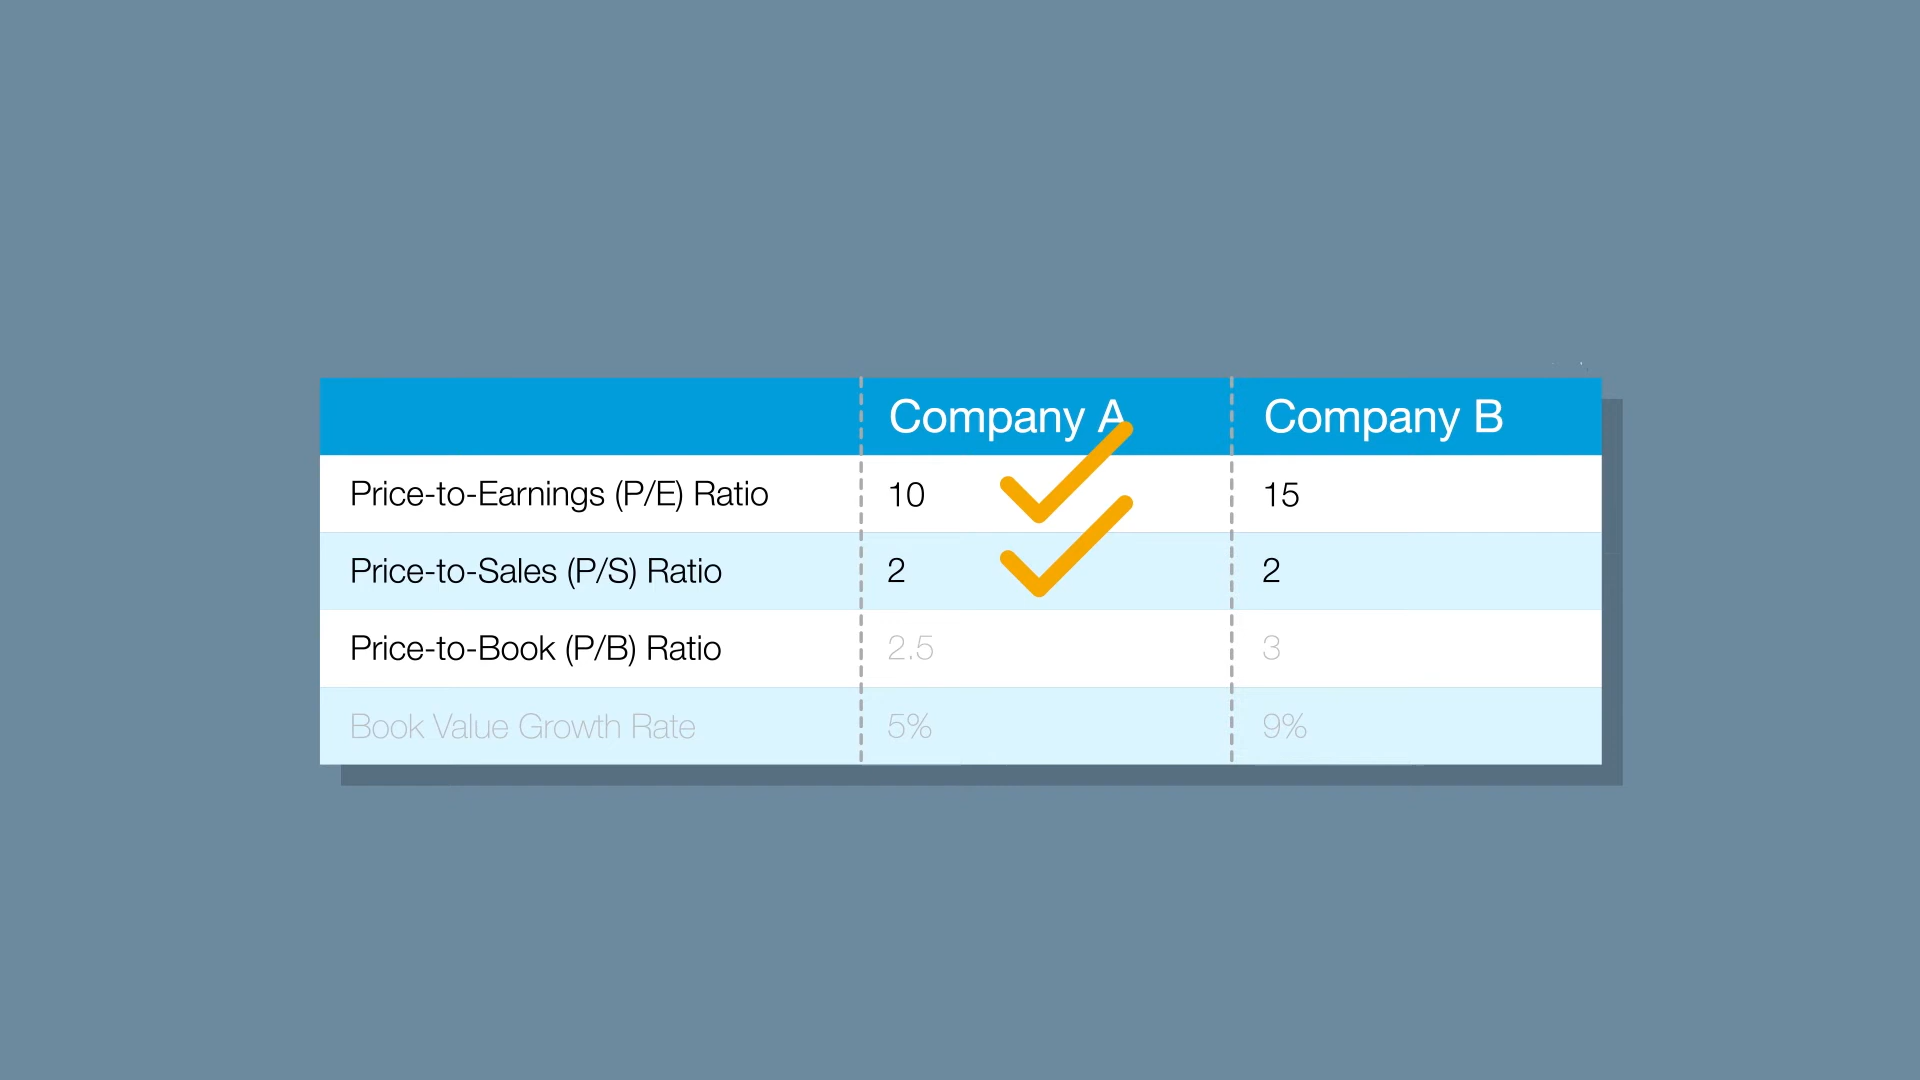 Company A Company B
Price-to-Earnings (P/E) Ratio 10 15
Price-to-Sales (P/S) Ratio 2 2
Price-to-Book (P/B) Ratio 2.5 3
Book Value Growth Rate 5% 9%